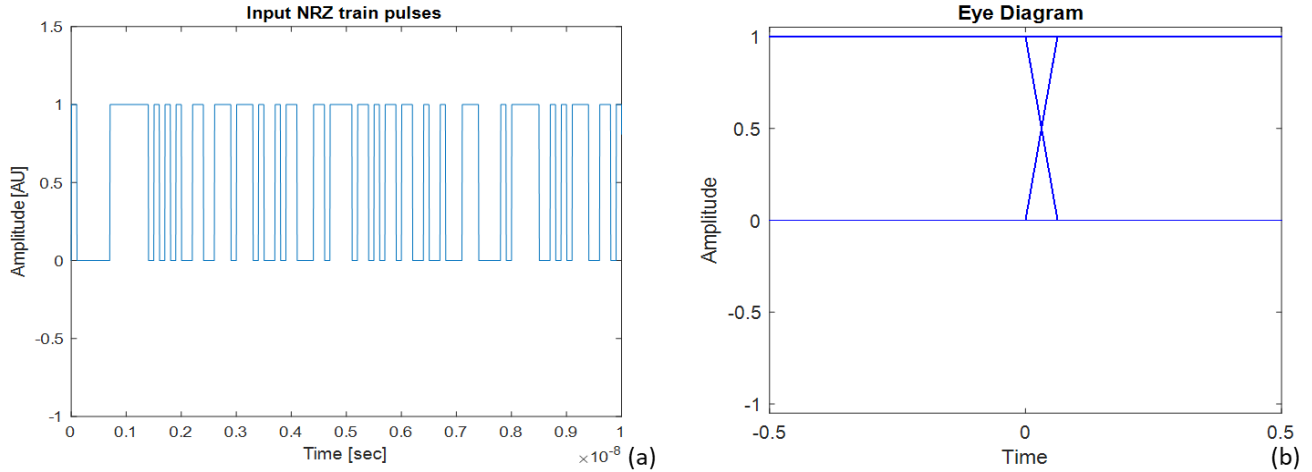 Input NRZ train pulses
1.5
1
0.5
0
-0.5
-1
Amplitude [AU]
0 0.1 0.2 0.3 0.4 0.5 0.6 0.7 0.8 0.9 1
Time [sec]
×10-8
(a)
Eye Diagram
1
0.5
0
-0.5
-1
Amplitude
-0.5 0 0.5
Time
(b)